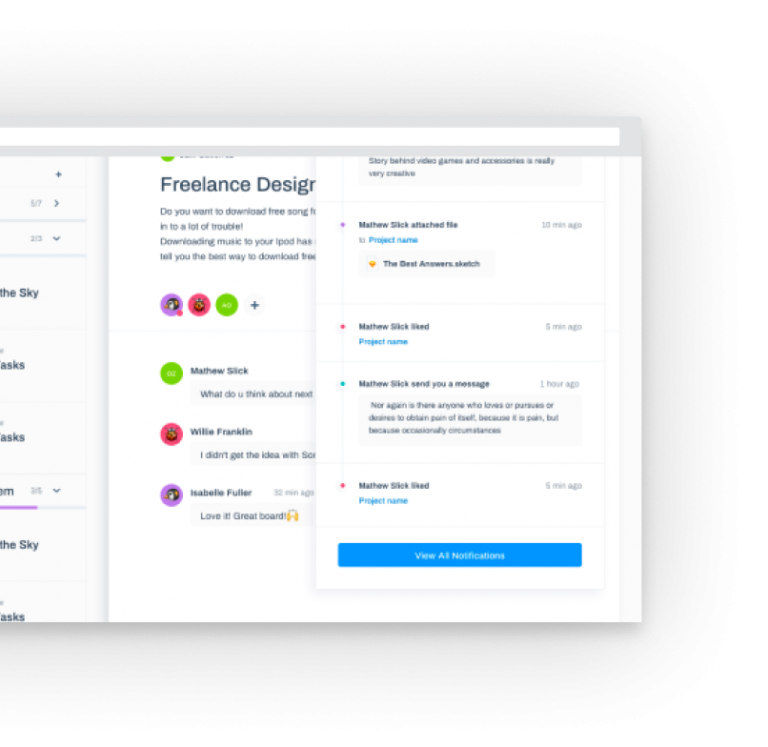 5/7
2/3
the Sky
Tasks
Tasks
em 3/5
the Sky
Tasks
Freelance Design
Do you want to download free song fo
in to a lot of trouble!
Downloading music to your Ipod has
tell you the best way to download free
+
Mathew Slick
What do u think about next
Willie Franklin
I didn't get the idea with Son
Isabelle Fuller 32 min ago
Love it! Great board!🙌
Story behind video games and accessories is really
very creative
Mathew Slick attached file 10 min ago
to Project name
The Best Answers.sketch
Mathew Slick liked 5 min ago
Project name
Mathew Slick send you a message 1 hour ago
Nor again is there anyone who loves or pursues or
desires to obtain pain of itself, because it is pain, but
because occasionally circumstances
Mathew Slick liked 5 min ago
Project name
View All Notifications